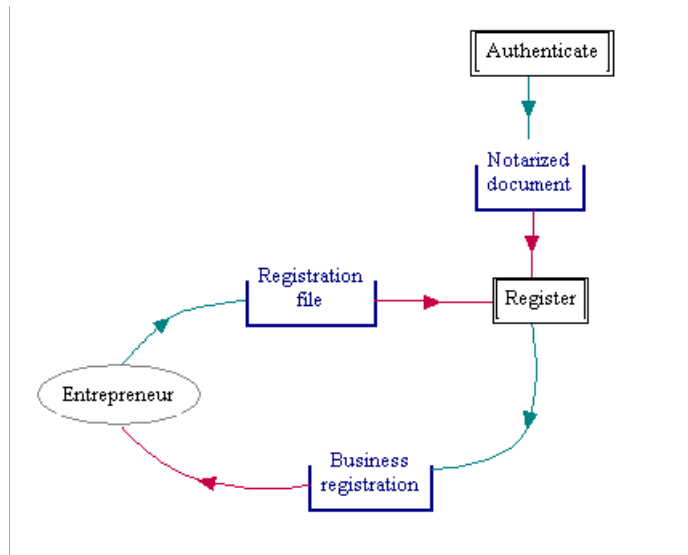 Authenticate
Notarized
document
Registration
file
Register
Entrepreneur
Business
registration